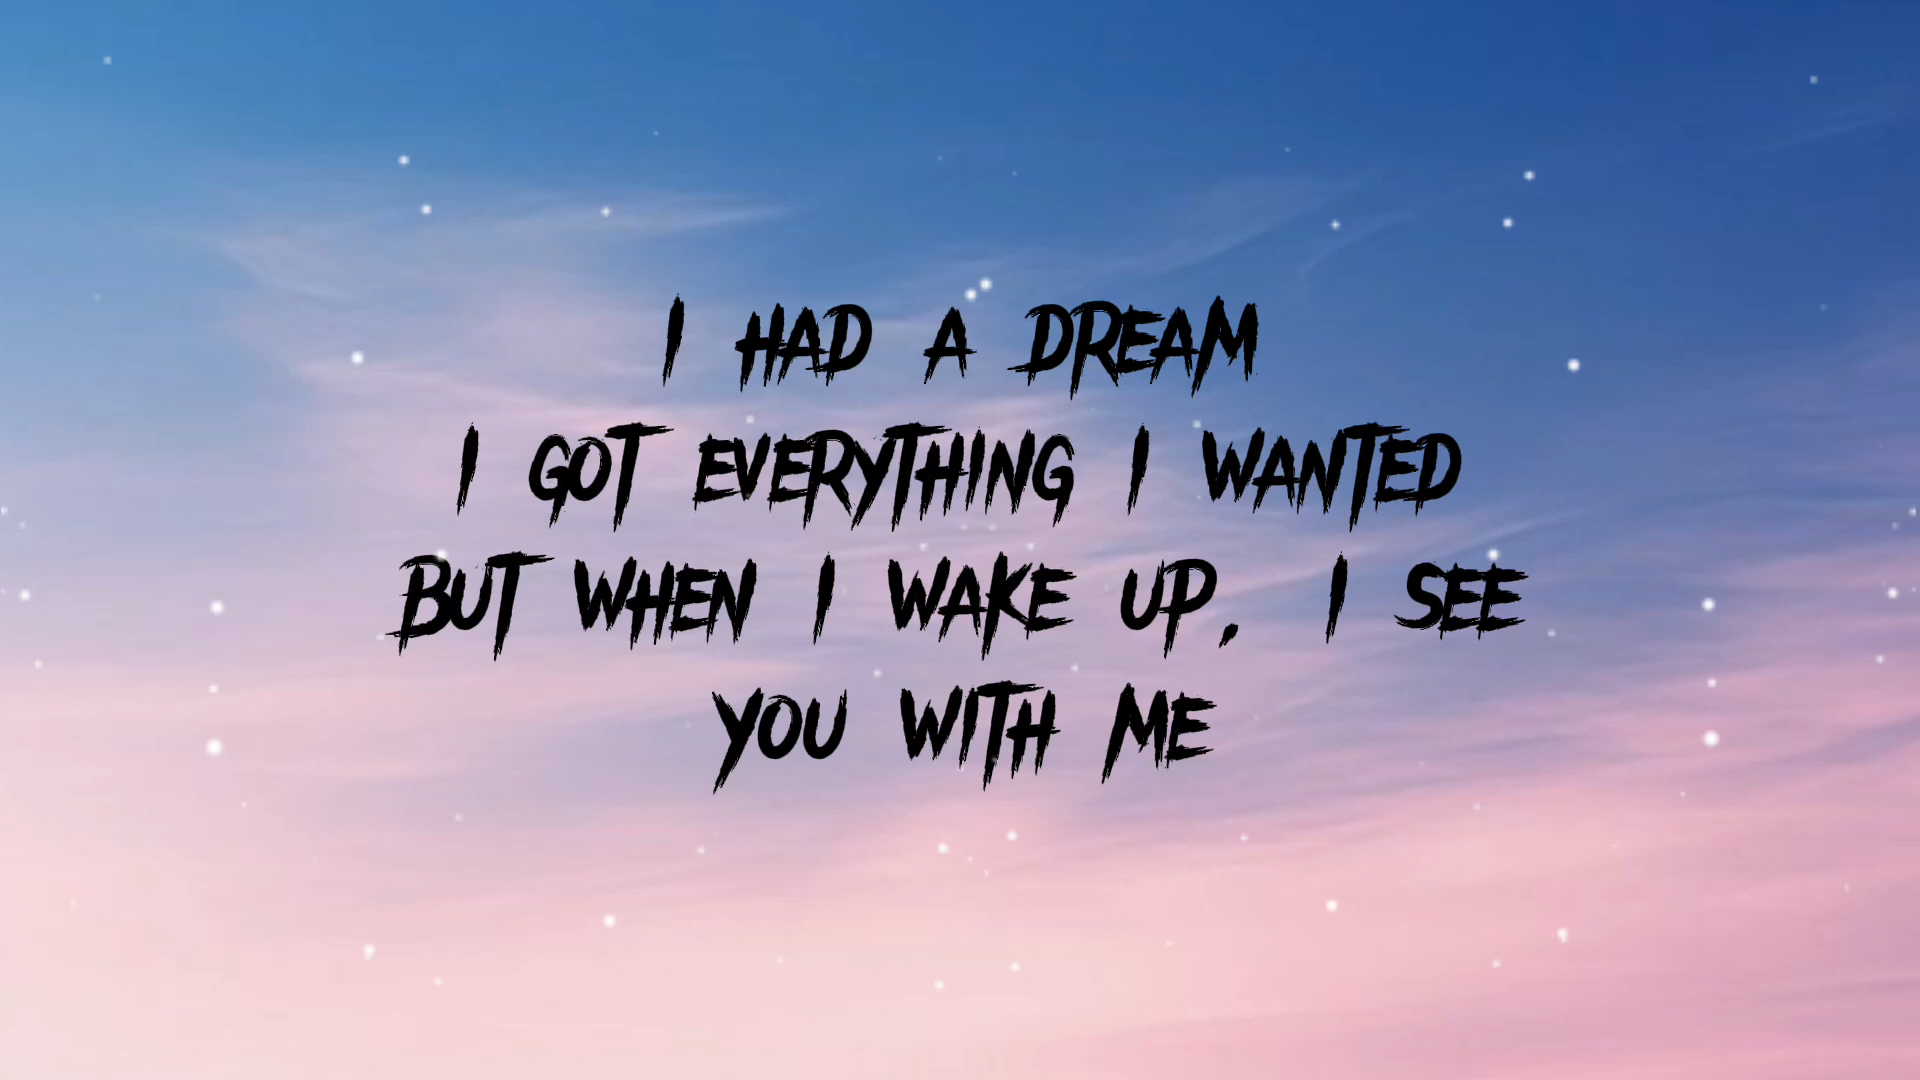 I HAD A DREAM
I GOT EVERYTHING I WANTED
BUT WHEN I WAKE UP, I SEE
YOU WITH ME